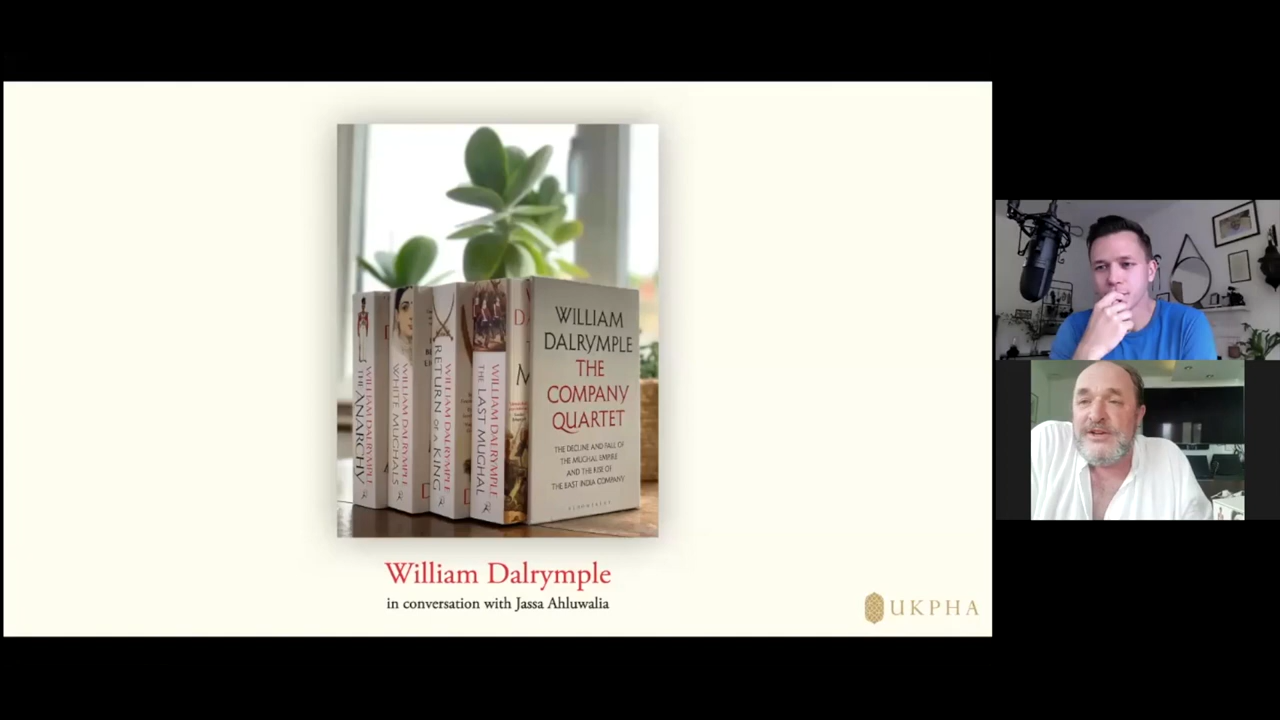 WILLIAM DALRYMPLE
THE ANARCHY
WILLIAM DALRYMPLE
WHITE MUGHALS
WILLIAM DALRYMPLE
RETURN OF A KING
WILLIAM DALRYMPLE
THE LAST MUGHAL
WILLIAM
DALRYMPLE
THE
COMPANY
QUARTET
THE DECLINE AND FALL OF
THE MUGHAL EMPIRE
AND THE RISE OF
THE EAST INDIA COMPANY
BLOOMSBURY
William Dalrymple
in conversation with Jassa Ahluwalia
UKPHA